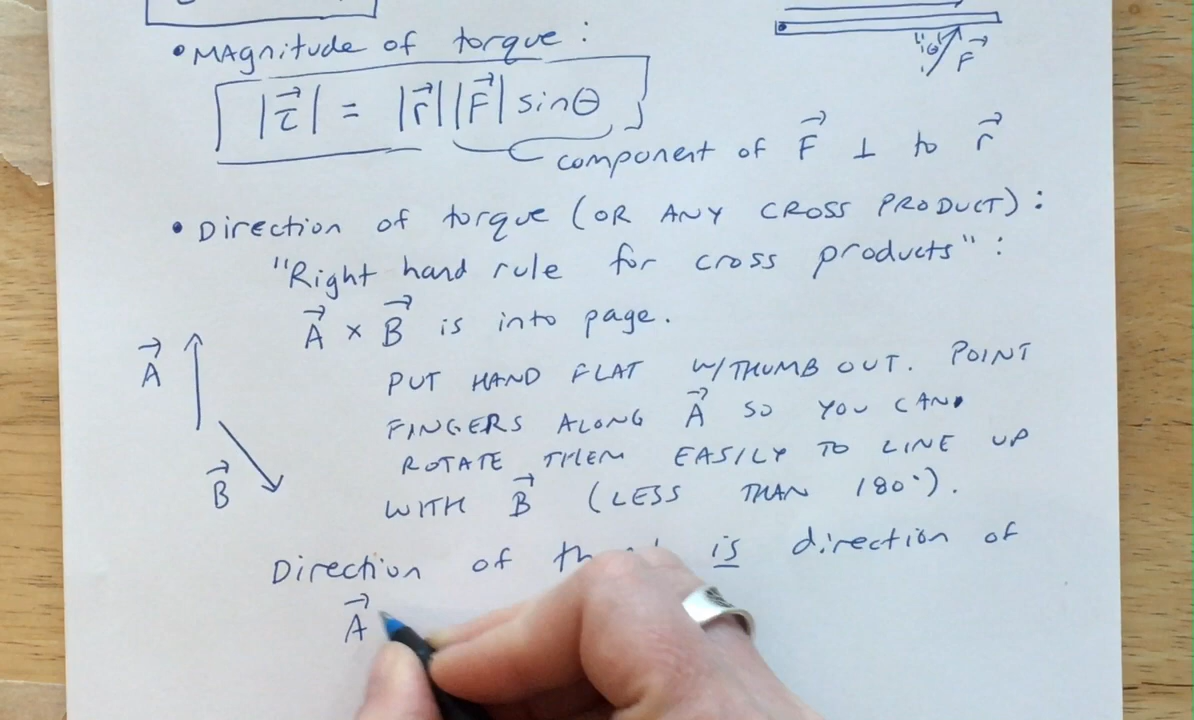 • MAgnitude of torque :
θ F⃗
|τ⃗| = |r⃗||F⃗| sinθ
component of F⃗ ⊥ to r⃗
• Direction of torque (OR ANY CROSS PRODUCT) :
"Right hand rule for cross products" :
A⃗ × B⃗ is into page.
A⃗
PUT HAND FLAT W/THUMB OUT. POINT
FINGERS ALONG A⃗ SO YOU CAN
ROTATE THEM EASILY TO LINE UP
B⃗
WITH B⃗ (LESS THAN 180°).
Direction of is direction of
A⃗